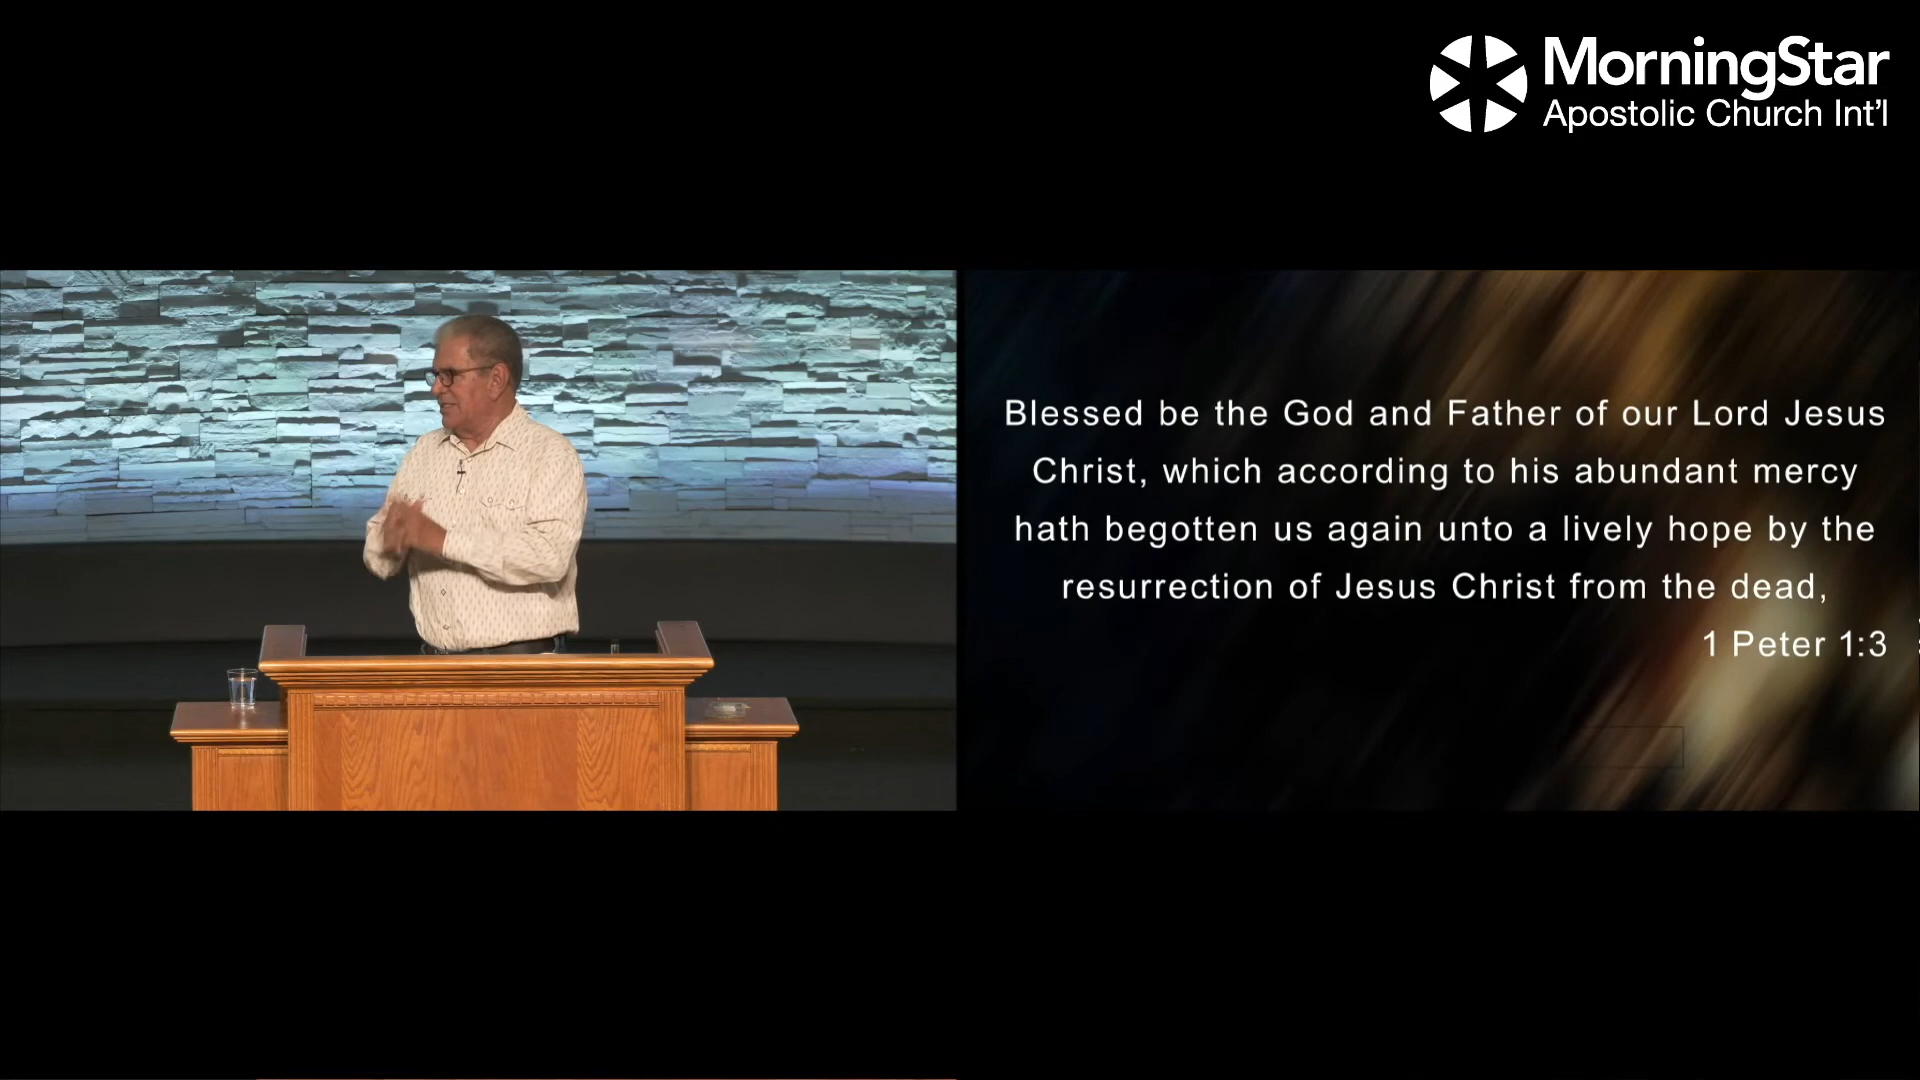 MorningStar
Apostolic Church Int'l
Blessed be the God and Father of our Lord Jesus
Christ, which according to his abundant mercy
hath begotten us again unto a lively hope by the
resurrection of Jesus Christ from the dead,
1 Peter 1:3